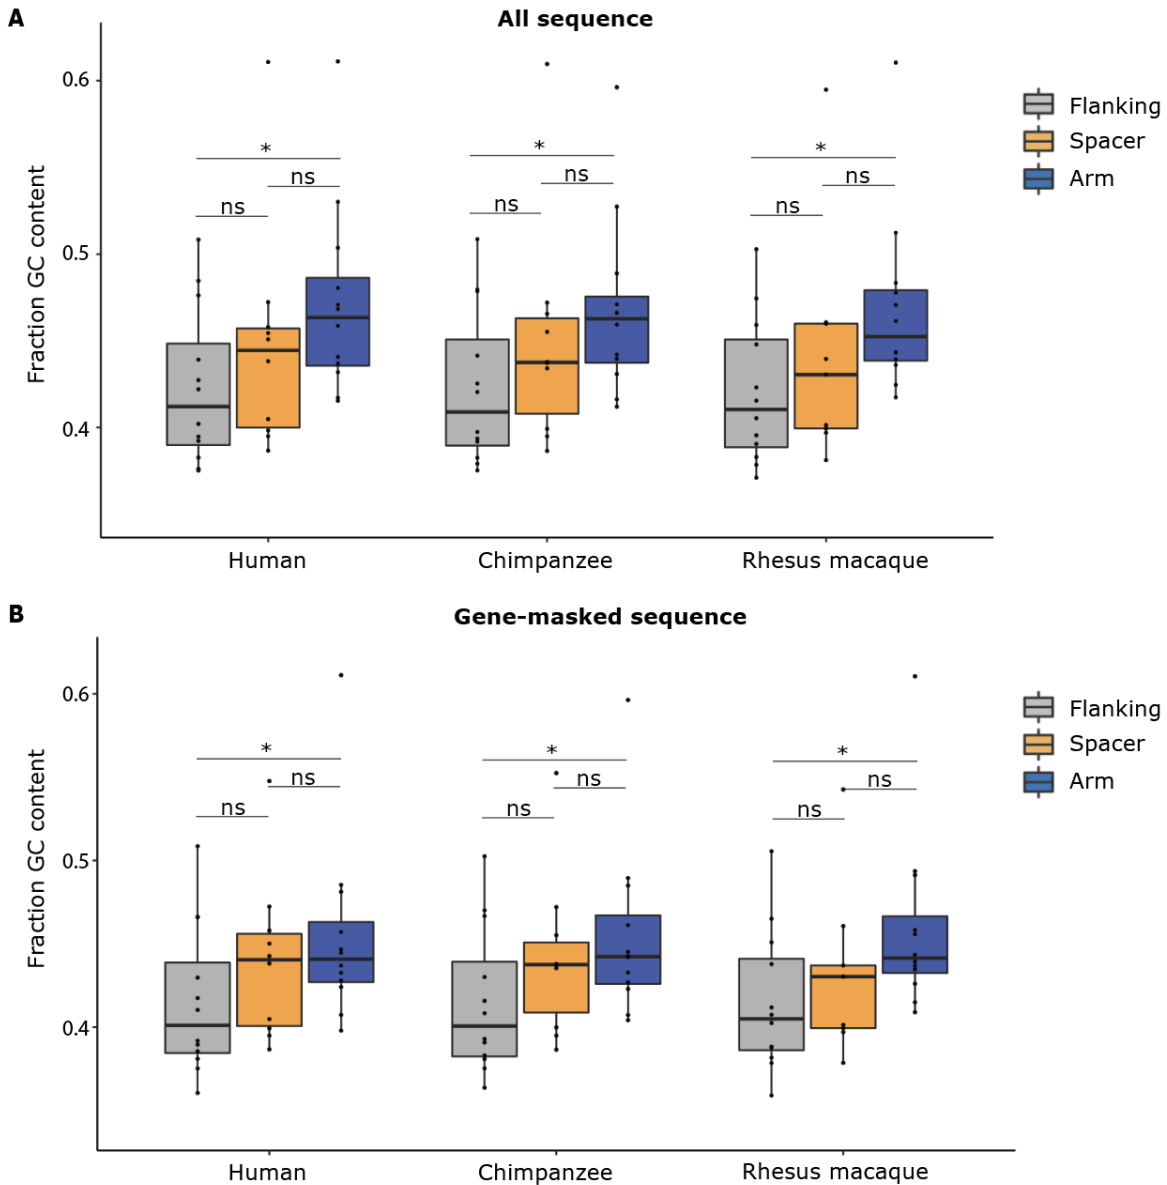 A
All sequence
Fraction GC content
0.6
0.5
0.4
*
ns
ns
*
ns
ns
*
ns
ns
Human
Chimpanzee
Rhesus macaque
Flanking
Spacer
Arm
B
Gene-masked sequence
Fraction GC content
0.6
0.5
0.4
*
ns
ns
*
ns
ns
*
ns
ns
Human
Chimpanzee
Rhesus macaque
Flanking
Spacer
Arm